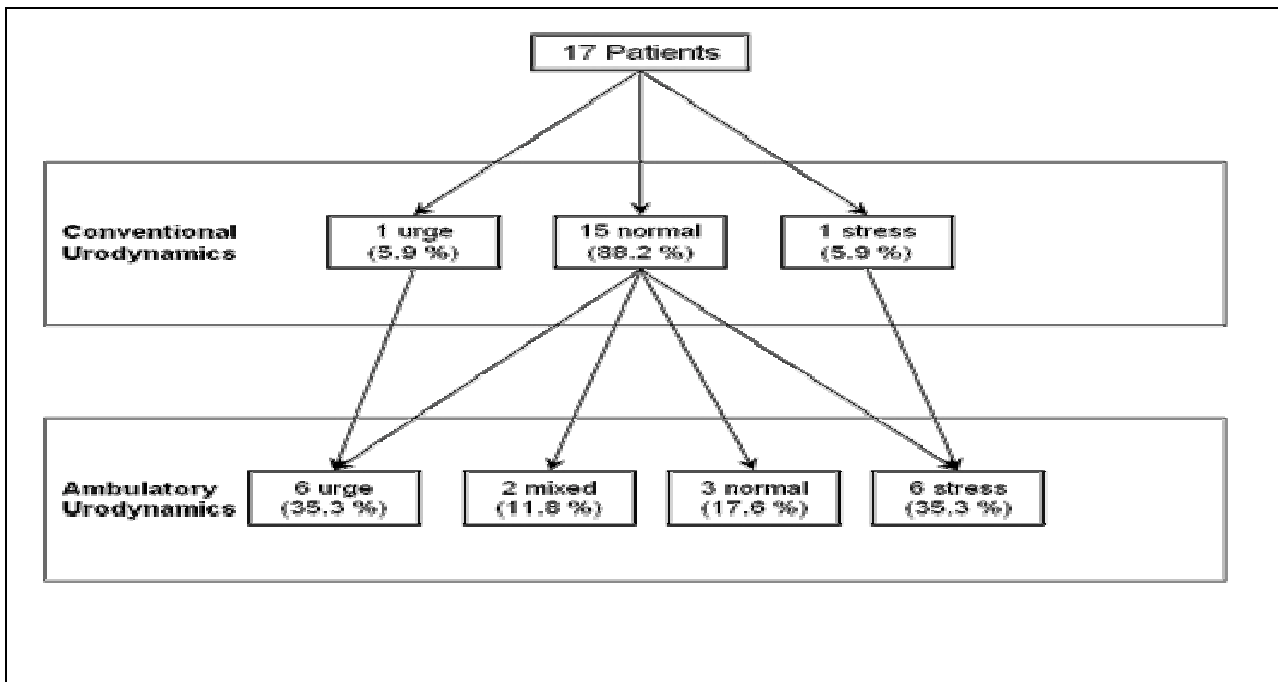 17 Patients
Conventional
Urodynamics
1 urge
(5.9 %)
15 normal
(88.2 %)
1 stress
(5.9 %)
Ambulatory
Urodynamics
6 urge
(35.3 %)
2 mixed
(11.8 %)
3 normal
(17.6 %)
6 stress
(35.3 %)